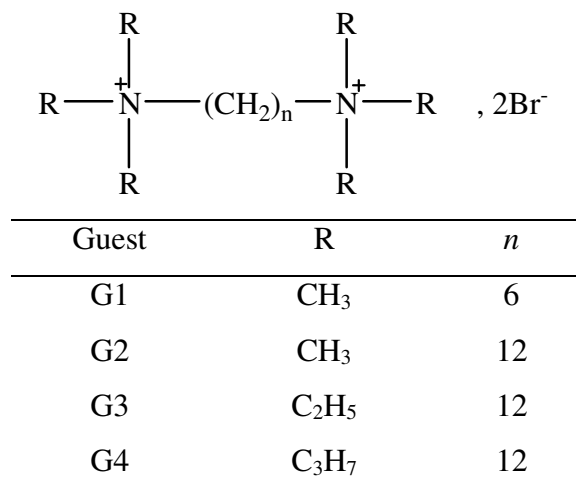 R R
R N+ (CH2)n N+ R , 2Br-
R R
Guest R n
G1 CH3 6
G2 CH3 12
G3 C2H5 12
G4 C3H7 12